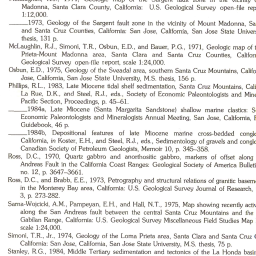 Madonna, Santa Clara County, California: U.S. Geological Survey open-file rep
1:12,000.
____1973, Geology of the Sargent fault zone in the vicinity of Mount Madonna, Sa
and Santa Cruz Counties, California: San Jose, California, San Jose State Univer
thesis, 131 p.
McLaughlin, R.J., Simoni, T.R., Osbun, E.D., and Bauer, P.G., 1971, Geologic map of t
Prieta-Mount Madonna area, Santa Clara and Santa Cruz Counties, Californ
Geological Survey open-file report, scale 1:24,000.
Osbun, E.D., 1975, Geology of the Sveadal area, southern Santa Cruz Mountains, Califo
Jose, California, San Jose State University, M.S. thesis, 156 p.
Phillips, R.L., 1983, Late Miocene tidal shelf sedimentation, Santa Cruz Mountains, Cali
La Rue, D.K., and Steel, R.J., eds., Society of Economic Paleontologists and Mine
Pacific Section, Proceedings, p. 45-61.
____1984a, Late Miocene (Santa Margarita Sandstone) shallow marine clastics: S
Economic Paleontologists and Mineralogists Annual Meeting, San Jose, California, F
Guidebook, 46 p.
____1984b, Depositional features of late Miocene marine cross-bedded conglo
California, in Koster, E.H., and Steel, R.J., eds., Sedimentology of gravels and conglo
Canadian Society of Petroleum Geologists, Memoir 10, p. 345-358.
Ross, D.C., 1970, Quartz gabbro and anorthositic gabbro, markers of offset along
Andreas Fault in the California Coast Ranges: Geological Society of America Bulleti
no. 12, p. 3647-3661.
Ross, D.C., and Brabb, E.E., 1973, Petrography and structural relations of granitic basem
in the Monterey Bay area, California: U.S. Geological Survey Journal of Research,
3, p. 273-282.
Sarna-Wojcicki, A.M., Pampeyan, E.H., and Hall, N.T., 1975, Map showing recently activ
along the San Andreas fault between the central Santa Cruz Mountains and the
Gabilan Range, California: U.S. Geological Survey Miscellaneous Field Studies Map
scale 1:24,000.
Simoni, T.R., Jr., 1974, Geology of the Loma Prieta area, Santa Clara and Santa Cruz C
California: San Jose, California, San Jose State University, M.S. thesis, 75 p.
Stanley, R.G., 1984, Middle Tertiary sedimentation and tectonics of the La Honda basi